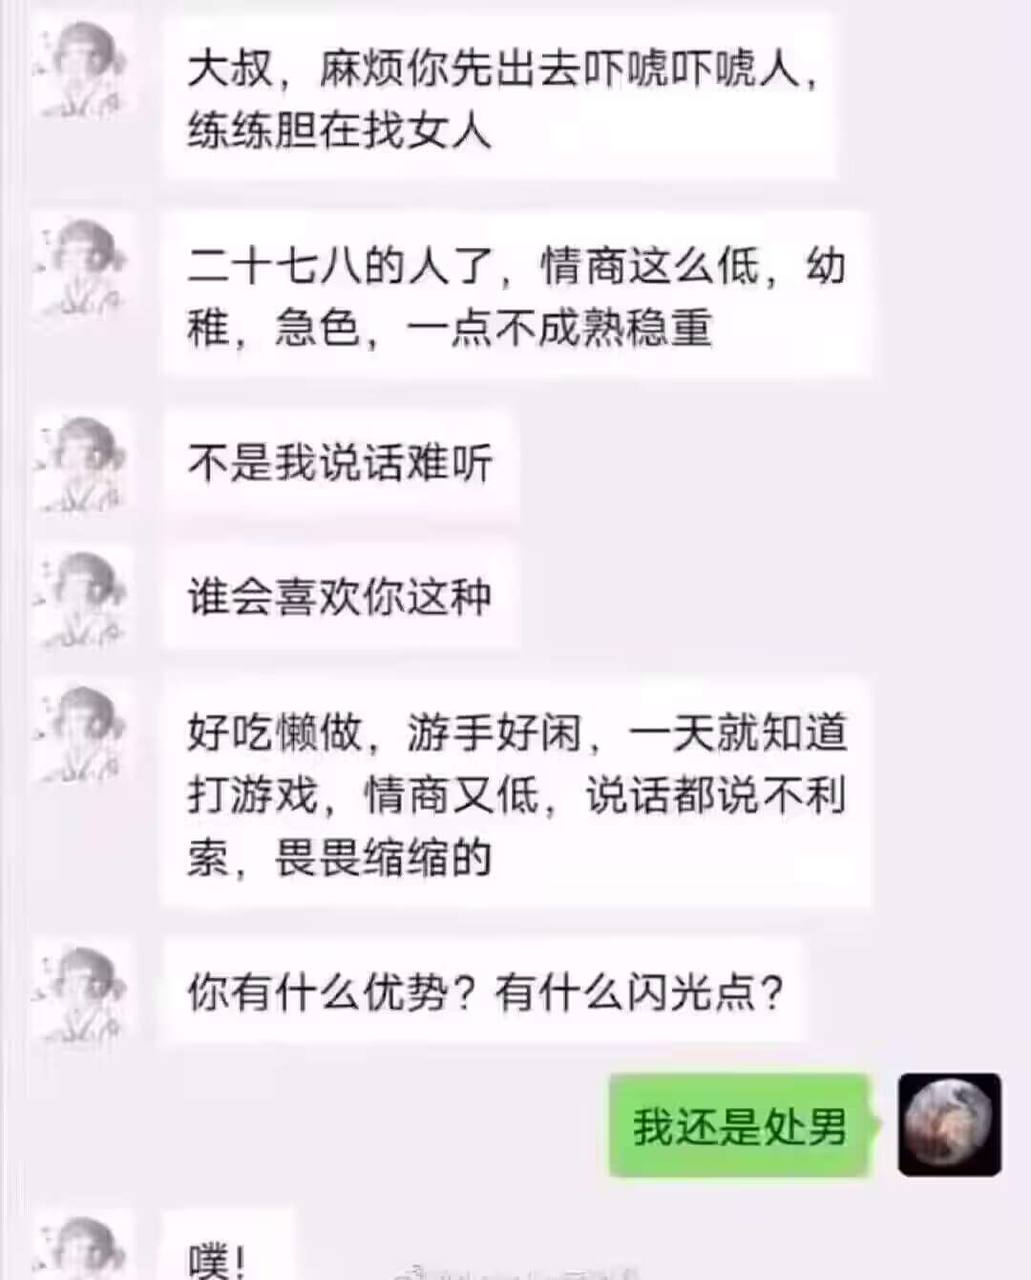 大叔，麻烦你先出去吓唬吓唬人，
练练胆在找女人
二十七八的人了，情商这么低，幼
稚，急色，一点不成熟稳重
不是我说话难听
谁会喜欢你这种
好吃懒做，游手好闲，一天就知道
打游戏，情商又低，说话都说不利
索，畏畏缩缩的
你有什么优势？有什么闪光点？
我还是处男
噗！